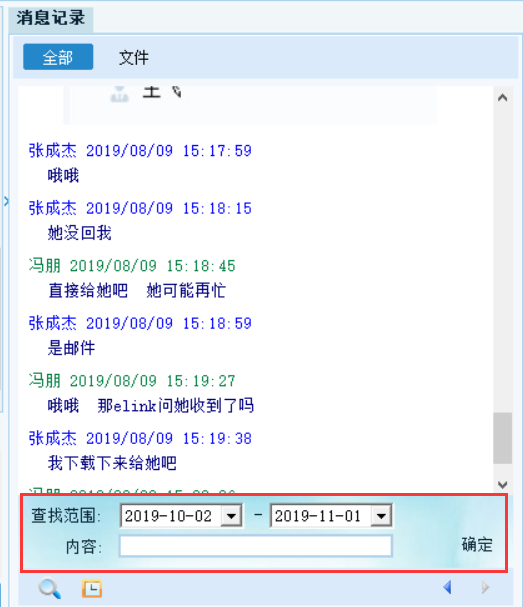 消息记录
全部 文件
张成杰 2019/08/09 15:17:59
哦哦
张成杰 2019/08/09 15:18:15
她没回我
冯朋 2019/08/09 15:18:45
直接给她吧 她可能再忙
张成杰 2019/08/09 15:18:59
是邮件
冯朋 2019/08/09 15:19:27
哦哦 那elink问她收到了吗
张成杰 2019/08/09 15:19:38
我下载下来给她吧
查找范围: 2019-10-02 - 2019-11-01
内容: 确定